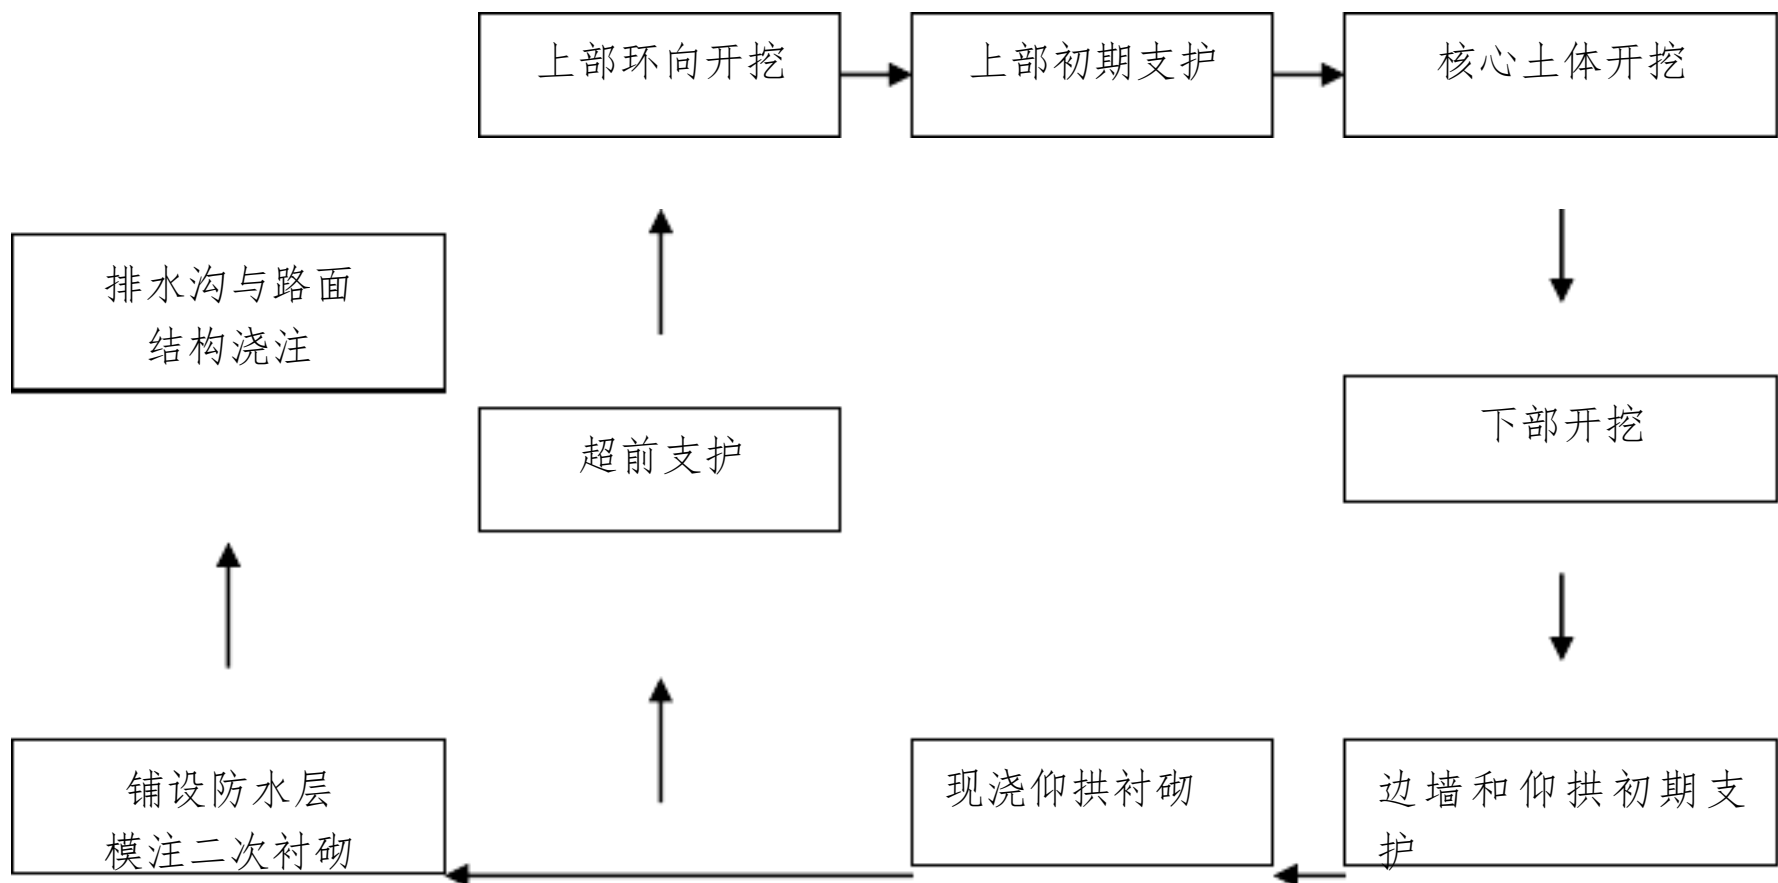 上部环向开挖
上部初期支护
核心土体开挖
排水沟与路面
结构浇注
超前支护
下部开挖
铺设防水层
模注二次衬砌
现浇仰拱衬砌
边墙和仰拱初期支
护